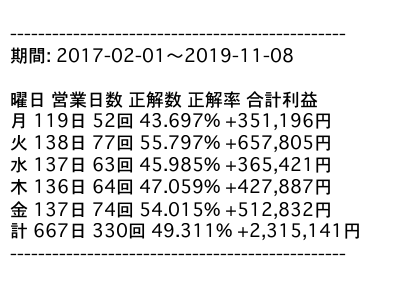 ------------------------------------------------
期間: 2017-02-01～2019-11-08
曜日 営業日数 正解数 正解率 合計利益
月 119日 52回 43.697% +351,196円
火 138日 77回 55.797% +657,805円
水 137日 63回 45.985% +365,421円
木 136日 64回 47.059% +427,887円
金 137日 74回 54.015% +512,832円
計 667日 330回 49.311% +2,315,141円
------------------------------------------------